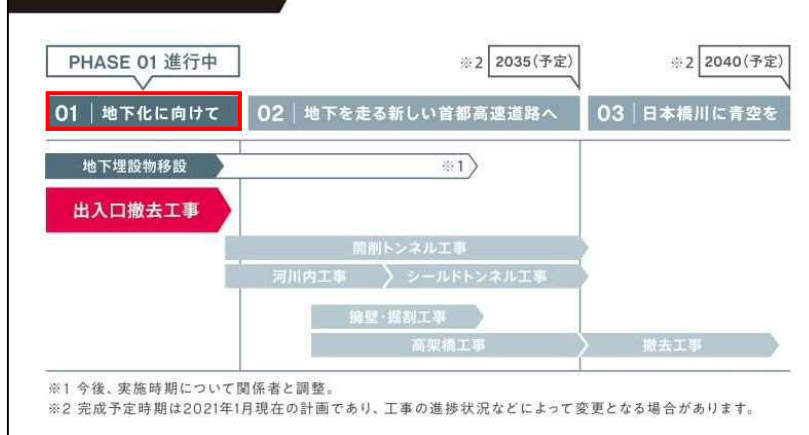 PHASE 01 進行中
※2 2035(予定)
※2 2040(予定)
01 地下化に向けて
02 地下を走る新しい首都高速道路へ
03 日本橋川に青空を
地下埋設物移設
※1
出入口撤去工事
開削トンネル工事
河川内工事
シールドトンネル工事
擁壁・掘割工事
高架橋工事
撤去工事
※1 今後、実施時期について関係者と調整。
※2 完成予定時期は2021年1月現在の計画であり、工事の進捗状況などによって変更となる場合があります。